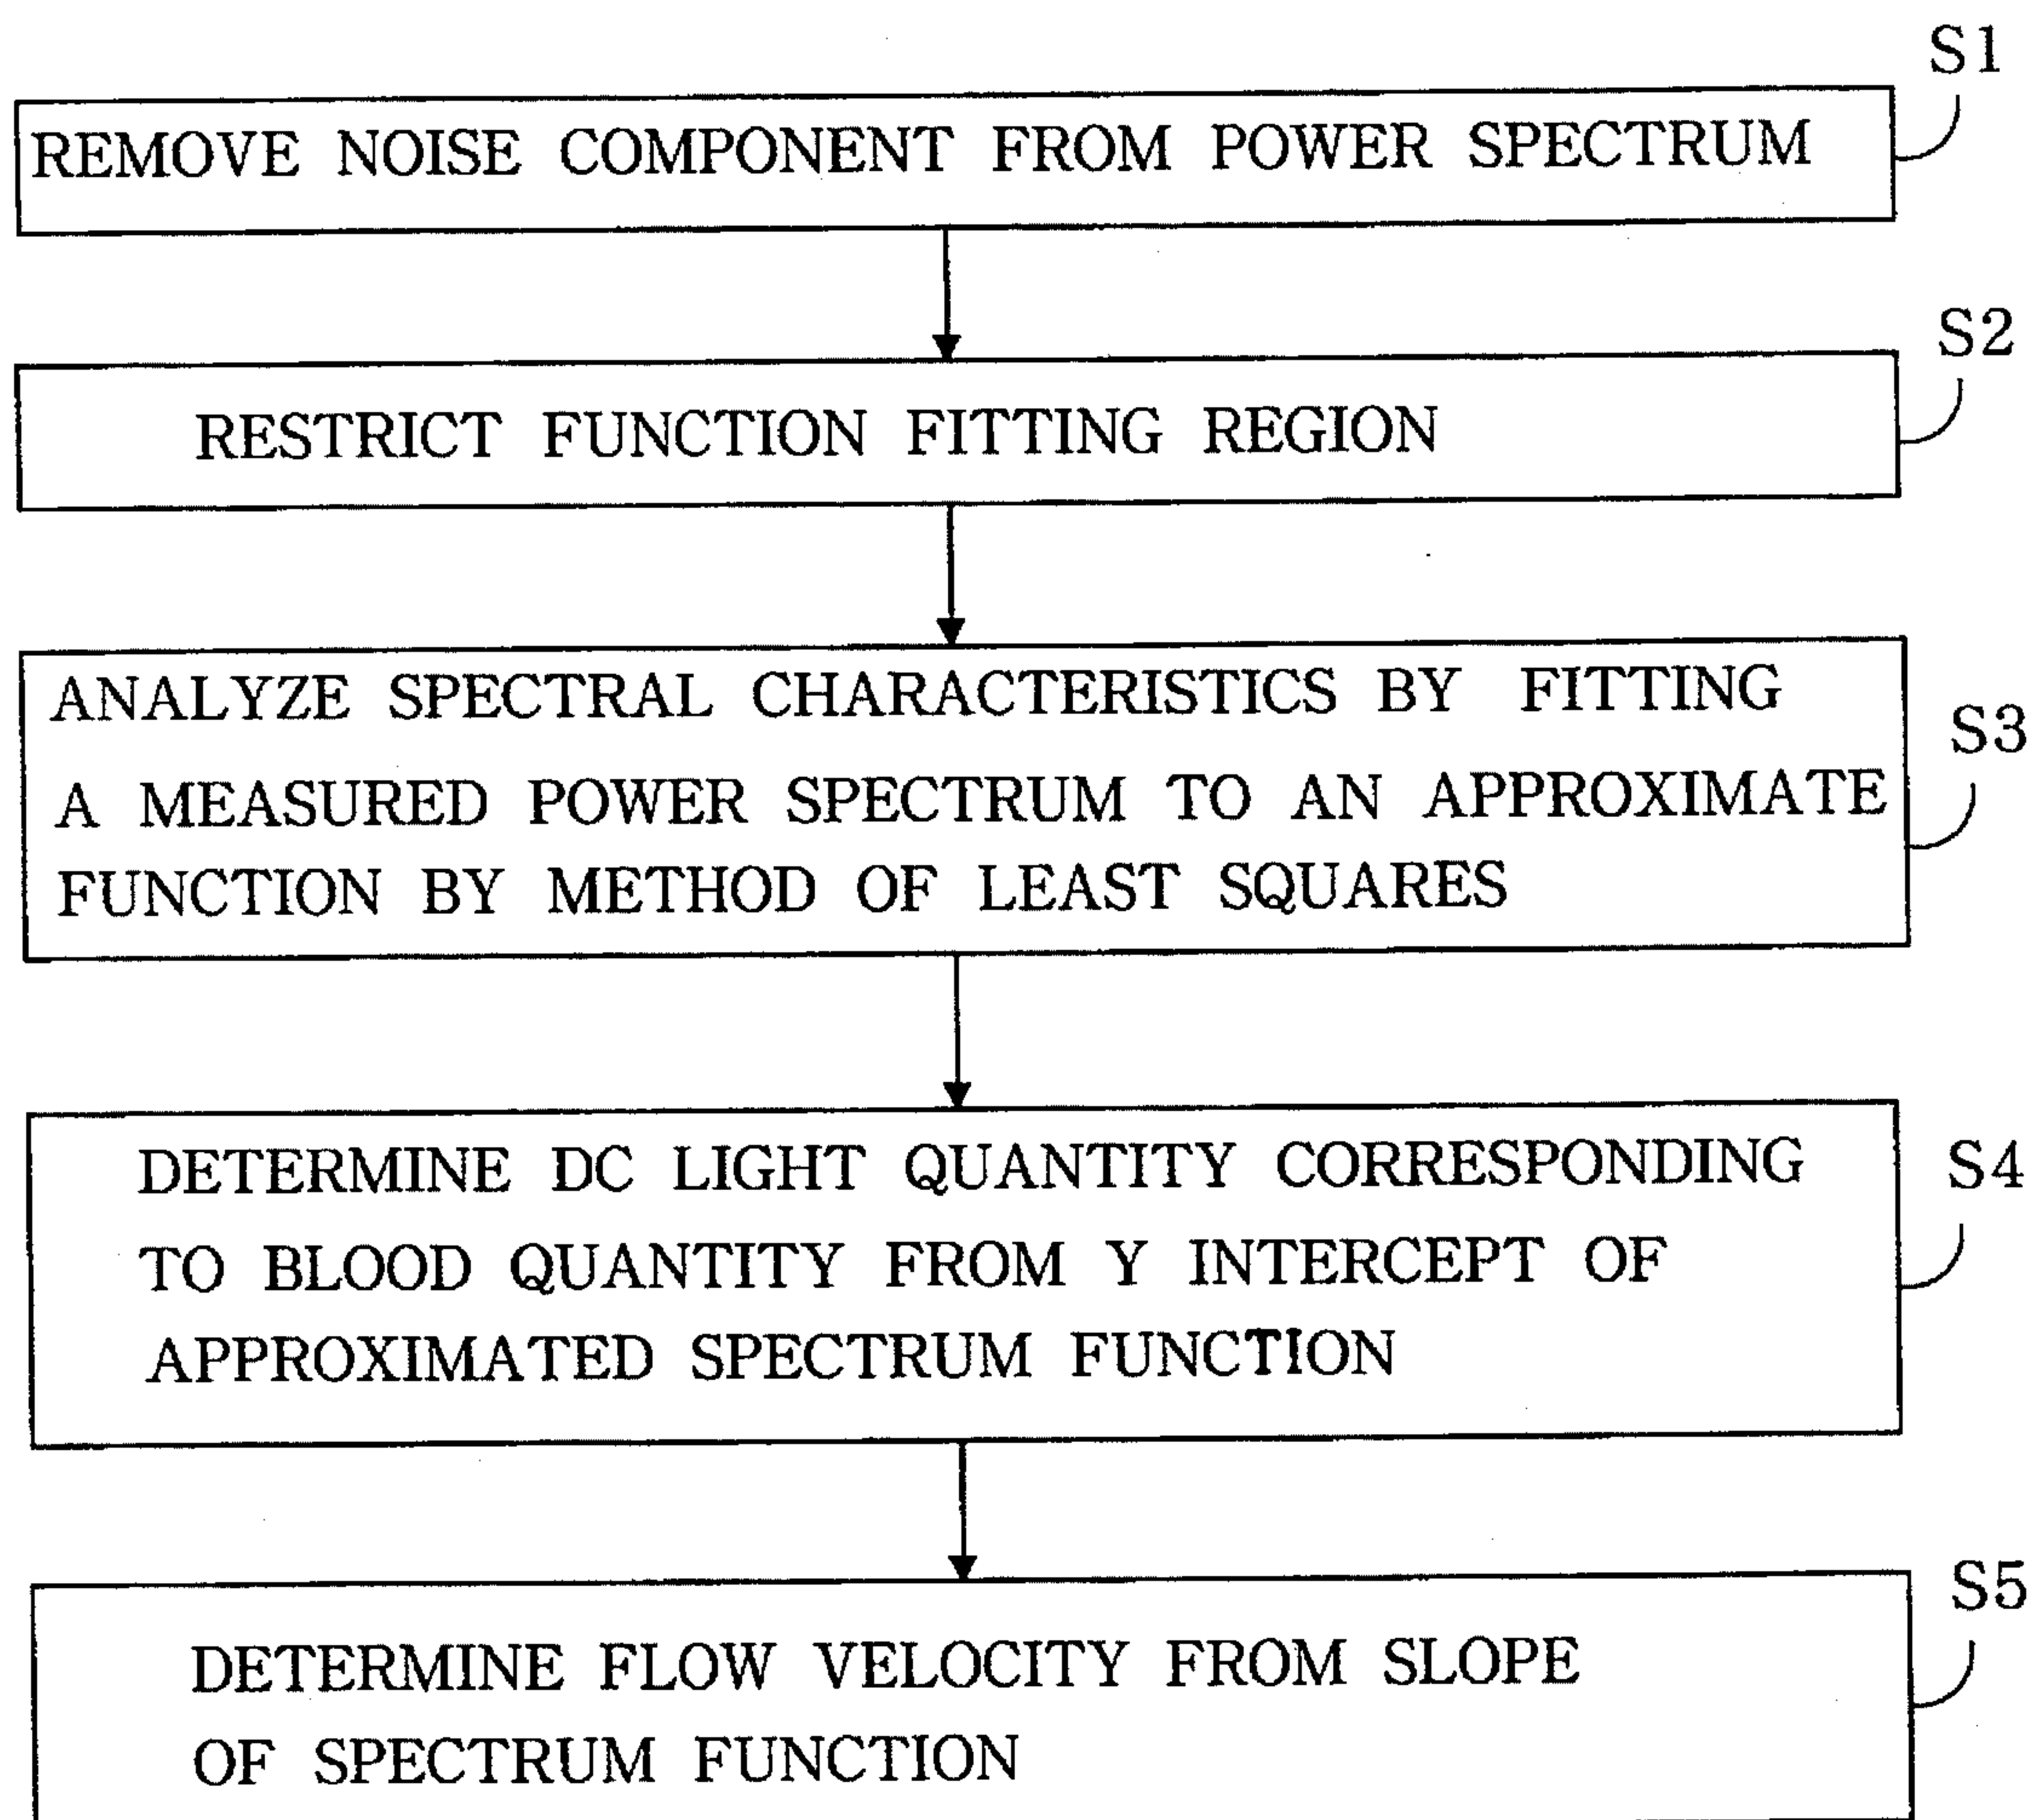 S1
REMOVE NOISE COMPONENT FROM POWER SPECTRUM
S2
RESTRICT FUNCTION FITTING REGION
ANALYZE SPECTRAL CHARACTERISTICS BY FITTING
A MEASURED POWER SPECTRUM TO AN APPROXIMATE
FUNCTION BY METHOD OF LEAST SQUARES
S3
DETERMINE DC LIGHT QUANTITY CORRESPONDING
TO BLOOD QUANTITY FROM Y INTERCEPT OF
APPROXIMATED SPECTRUM FUNCTION
S4
DETERMINE FLOW VELOCITY FROM SLOPE
OF SPECTRUM FUNCTION
S5